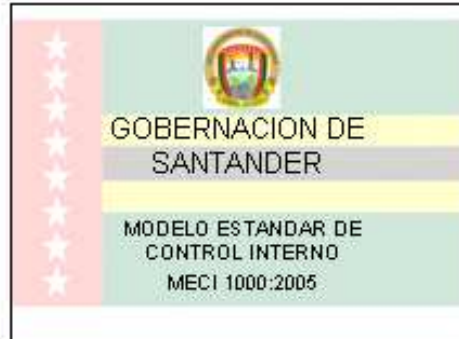 GOBERNACION DE
SANTANDER
MODELO ESTANDAR DE
CONTROL INTERNO
MECI 1000:2005